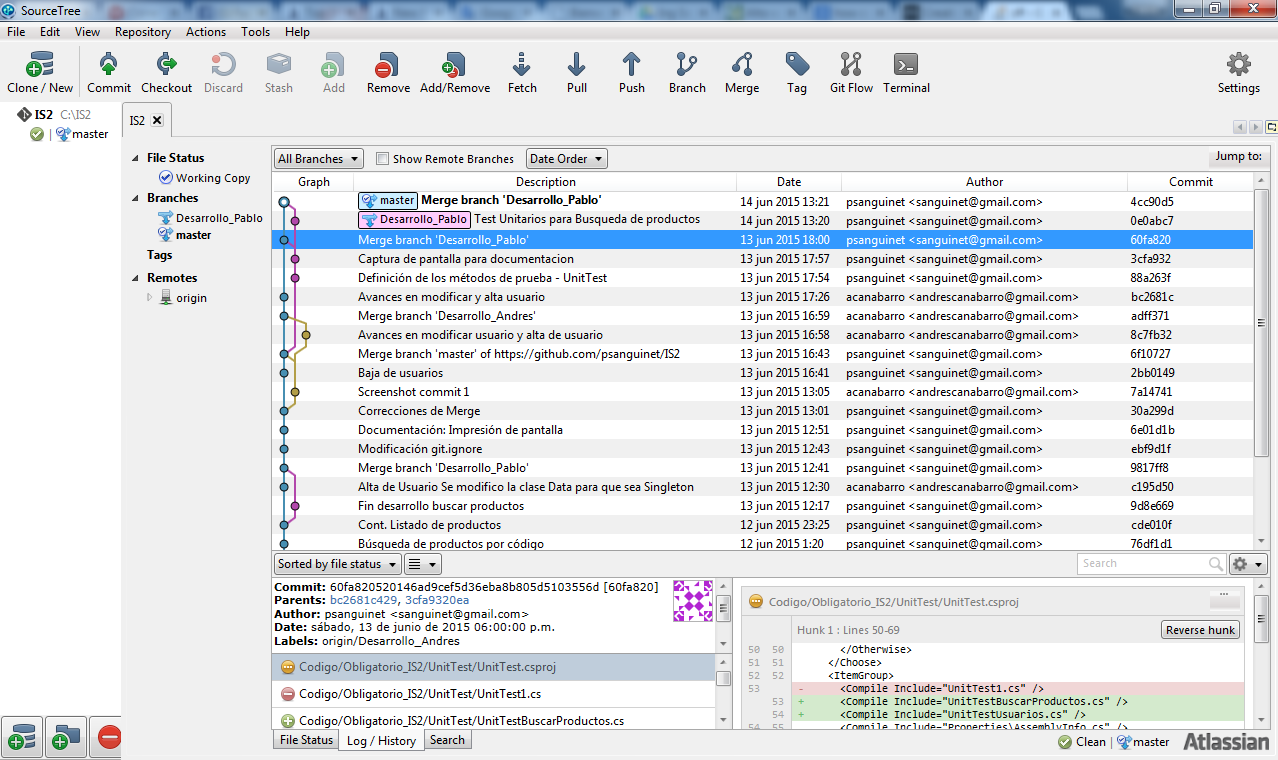 SourceTree
File Edit View Repository Actions Tools Help
Clone / New Commit Checkout Discard Stash Add Remove Add/Remove Fetch Pull Push Branch Merge Tag Git Flow Terminal Settings
IS2 C:\IS2
master
IS2
File Status
Working Copy
Branches
Desarrollo_Pablo
master
Tags
Remotes
origin
All Branches Show Remote Branches Date Order Jump to:
Graph Description Date Author Commit
master Merge branch 'Desarrollo_Pablo' 14 jun 2015 13:21 psanguinet <sanguinet@gmail.com> 4cc90d5
Desarrollo_Pablo Test Unitarios para Busqueda de productos 14 jun 2015 13:20 psanguinet <sanguinet@gmail.com> 0e0abc7
Merge branch 'Desarrollo_Pablo' 13 jun 2015 18:00 psanguinet <sanguinet@gmail.com> 60fa820
Captura de pantalla para documentacion 13 jun 2015 17:57 psanguinet <sanguinet@gmail.com> 3cfa932
Definición de los métodos de prueba - UnitTest 13 jun 2015 17:54 psanguinet <sanguinet@gmail.com> 88a263f
Avances en modificar y alta usuario 13 jun 2015 17:26 acanabarro <andrescanabarro@gmail.com> bc2681c
Merge branch 'Desarrollo_Andres' 13 jun 2015 16:59 acanabarro <andrescanabarro@gmail.com> adff371
Avances en modificar usuario y alta de usuario 13 jun 2015 16:58 acanabarro <andrescanabarro@gmail.com> 8c7fb32
Merge branch 'master' of https://github.com/psanguinet/IS2 13 jun 2015 16:43 psanguinet <sanguinet@gmail.com> 6f10727
Baja de usuarios 13 jun 2015 16:41 psanguinet <sanguinet@gmail.com> 2bb0149
Screenshot commit 1 13 jun 2015 13:05 acanabarro <andrescanabarro@gmail.com> 7a14741
Correcciones de Merge 13 jun 2015 13:01 psanguinet <sanguinet@gmail.com> 30a299d
Documentación: Impresión de pantalla 13 jun 2015 12:51 psanguinet <sanguinet@gmail.com> 6e01d1b
Modificación git.ignore 13 jun 2015 12:43 psanguinet <sanguinet@gmail.com> ebf9d1f
Merge branch 'Desarrollo_Pablo' 13 jun 2015 12:41 psanguinet <sanguinet@gmail.com> 9817ff8
Alta de Usuario Se modifico la clase Data para que sea Singleton 13 jun 2015 12:30 acanabarro <andrescanabarro@gmail.com> c195d50
Fin desarrollo buscar productos 13 jun 2015 12:17 psanguinet <sanguinet@gmail.com> 9d8e669
Cont. Listado de productos 12 jun 2015 23:25 psanguinet <sanguinet@gmail.com> cde010f
Búsqueda de productos por código 12 jun 2015 1:20 psanguinet <sanguinet@gmail.com> 76df1d1
Sorted by file status Search
Commit: 60fa820520146ad9cef5d36eba8b805d5103556d [60fa820]
Parents: bc2681c429, 3cfa9320ea
Author: psanguinet <sanguinet@gmail.com>
Date: sábado, 13 de junio de 2015 06:00:00 p.m.
Labels: origin/Desarrollo_Andres
Codigo/Obligatorio_IS2/UnitTest/UnitTest.csproj
Codigo/Obligatorio_IS2/UnitTest/UnitTest1.cs
Codigo/Obligatorio_IS2/UnitTest/UnitTestBuscarProductos.cs
Codigo/Obligatorio_IS2/UnitTest/UnitTest.csproj
Hunk 1 : Lines 50-69 Reverse hunk
50 50 </Otherwise>
51 51 </Choose>
52 52 <ItemGroup>
53 - <Compile Include="UnitTest1.cs" />
53 + <Compile Include="UnitTestBuscarProductos.cs" />
54 + <Compile Include="UnitTestUsuarios.cs" />
54 55 <Compile Include="Properties\AssemblyInfo.cs" />
File Status Log / History Search
Clean master Atlassian